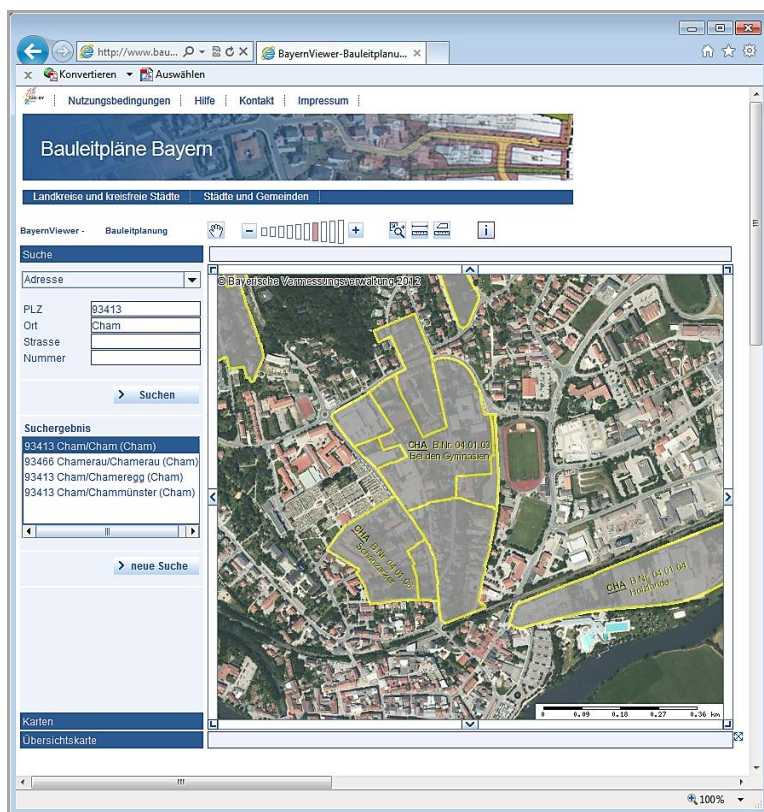 http://www.bau...
BayernViewer-Bauleitplanu...
x Konvertieren Auswählen
Nutzungsbedingungen Hilfe Kontakt Impressum
Bauleitpläne Bayern
Landkreise und kreisfreie Städte Städte und Gemeinden
BayernViewer - Bauleitplanung
Suche
Adresse
© Bayerische Vermessungsverwaltung 2012
PLZ 93413
Ort Cham
Strasse
Nummer
> Suchen
Suchergebnis
93413 Cham/Cham (Cham)
93466 Chamerau/Chamerau (Cham)
93413 Cham/Chameregg (Cham)
93413 Cham/Chammünster (Cham)
> neue Suche
CHA B Nr. 04 01 03
Bei den Gymnasien
CHA B Nr. 04 01
CHA B Nr. 04 01 04
0 0.09 0.18 0.27 0.36 km
Karten
Übersichtskarte
100%